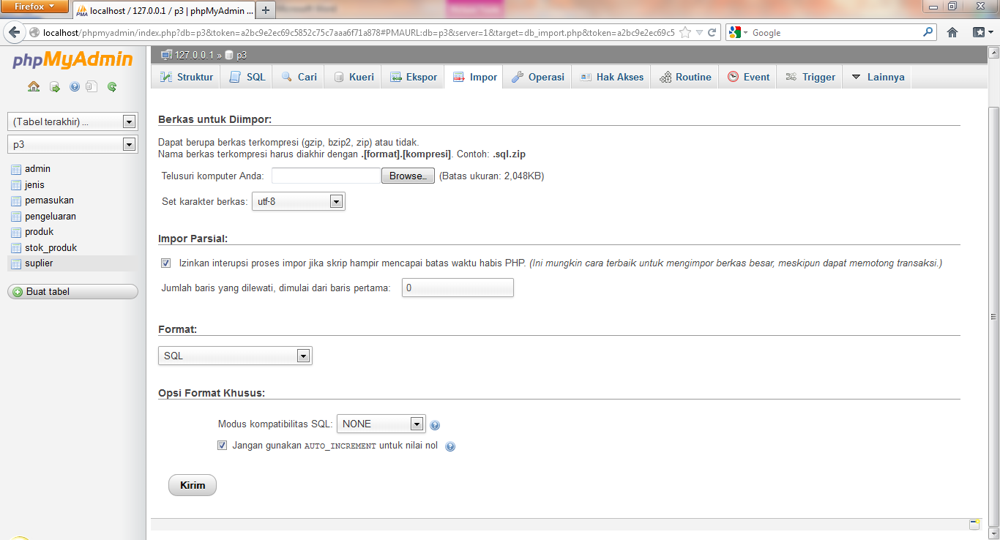 Firefox
localhost / 127.0.0.1 / p3 | phpMyAdmin ...
localhost/phpmyadmin/index.php?db=p3&token=a2bc9e2ec69c5852c75c7aaa6f71a878#PMAURL:db=p3&server=1&target=db_import.php&token=a2bc9e2ec69c5
Google
phpMyAdmin
127.0.0.1 » p3
Struktur SQL Cari Kueri Ekspor Impor Operasi Hak Akses Routine Event Trigger Lainnya
(Tabel terakhir) ...
p3
admin
jenis
pemasukan
pengeluaran
produk
stok_produk
suplier
Buat tabel
Berkas untuk Diimpor:
Dapat berupa berkas terkompresi (gzip, bzip2, zip) atau tidak.
Nama berkas terkompresi harus diakhir dengan .[format].[kompresi]. Contoh: .sql.zip
Telusuri komputer Anda: Browse... (Batas ukuran: 2,048KB)
Set karakter berkas: utf-8
Impor Parsial:
Izinkan interupsi proses impor jika skrip hampir mencapai batas waktu habis PHP. (Ini mungkin cara terbaik untuk mengimpor berkas besar, meskipun dapat memotong transaksi.)
Jumlah baris yang dilewati, dimulai dari baris pertama: 0
Format:
SQL
Opsi Format Khusus:
Modus kompatibilitas SQL: NONE
Jangan gunakan AUTO_INCREMENT untuk nilai nol
Kirim